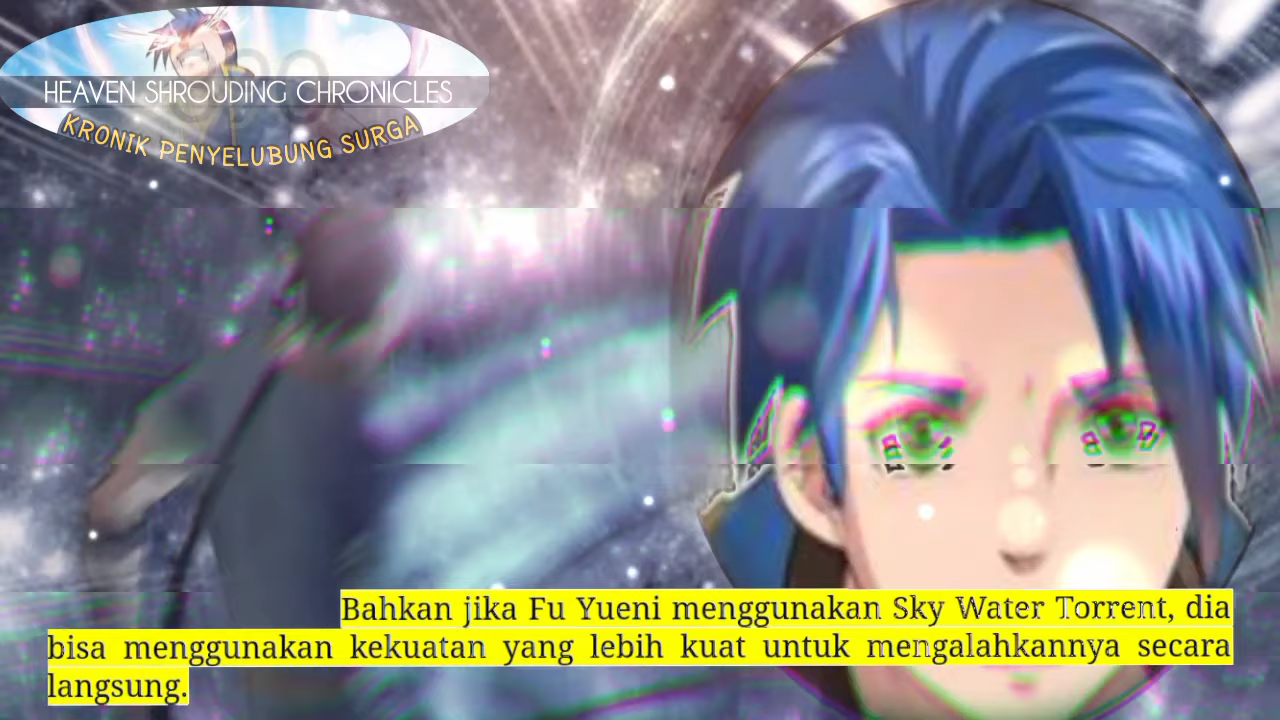 HEAVEN SHROUDING CHRONICLES
KRONIK PENYELUBUNG SURGA
Bahkan jika Fu Yueni menggunakan Sky Water Torrent, dia
bisa menggunakan kekuatan yang lebih kuat untuk mengalahkannya secara
langsung.